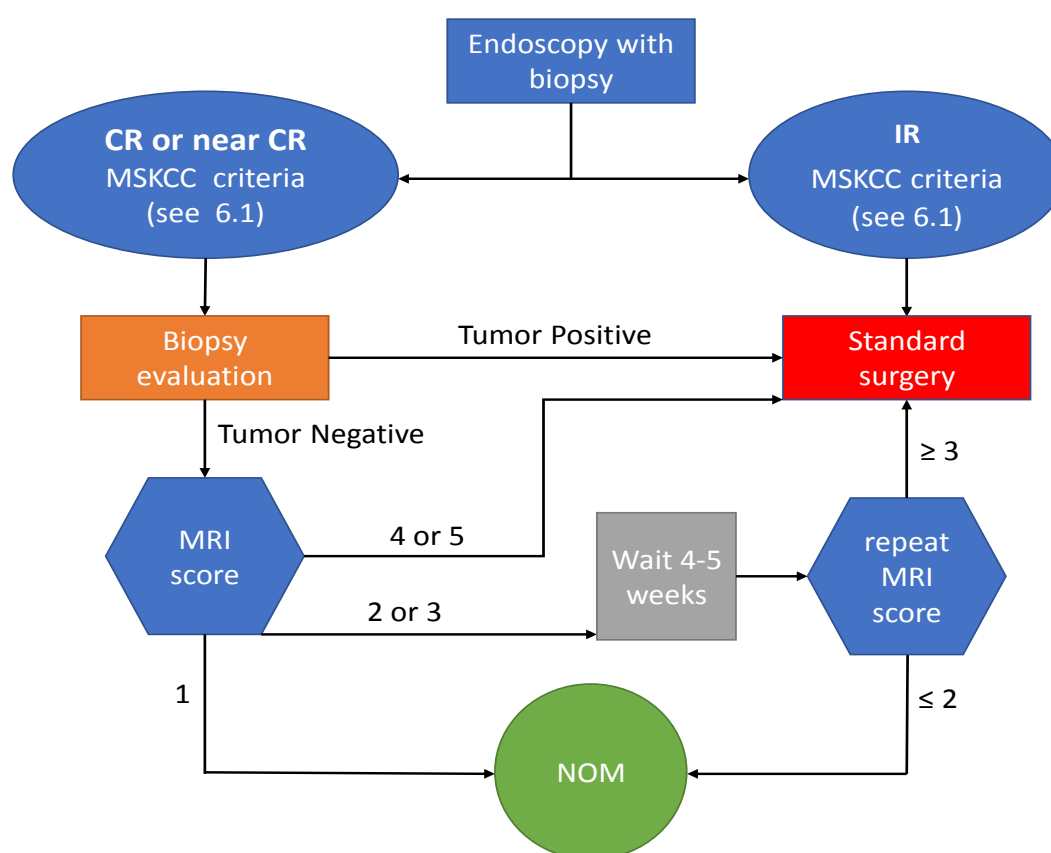 Endoscopy with
biopsy
CR or near CR
MSKCC criteria
(see 6.1)
IR
MSKCC criteria
(see 6.1)
Biopsy
evaluation
Tumor Positive
Standard
surgery
Tumor Negative
≥ 3
MRI
score
4 or 5
Wait 4-5
weeks
repeat
MRI
score
2 or 3
1
≤ 2
NOM